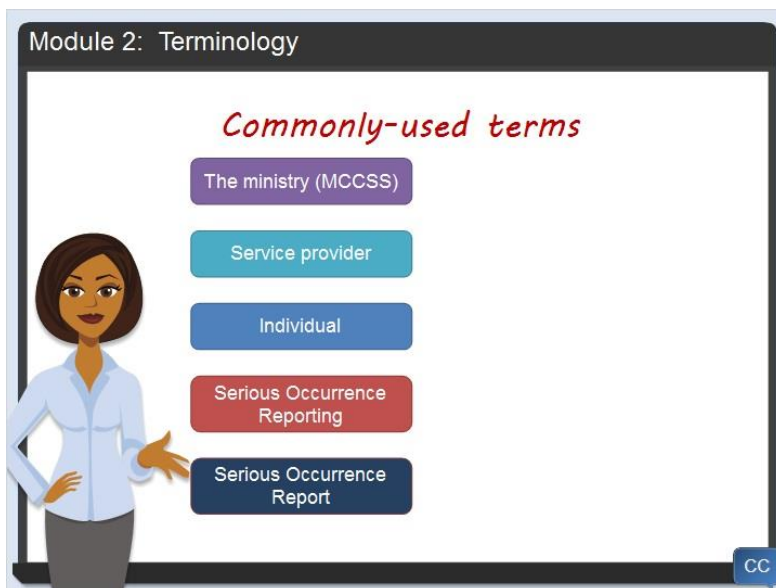 Module 2: Terminology
Commonly-used terms
The ministry (MCCSS)
Service provider
Individual
Serious Occurrence
Reporting
Serious Occurrence
Report
CC